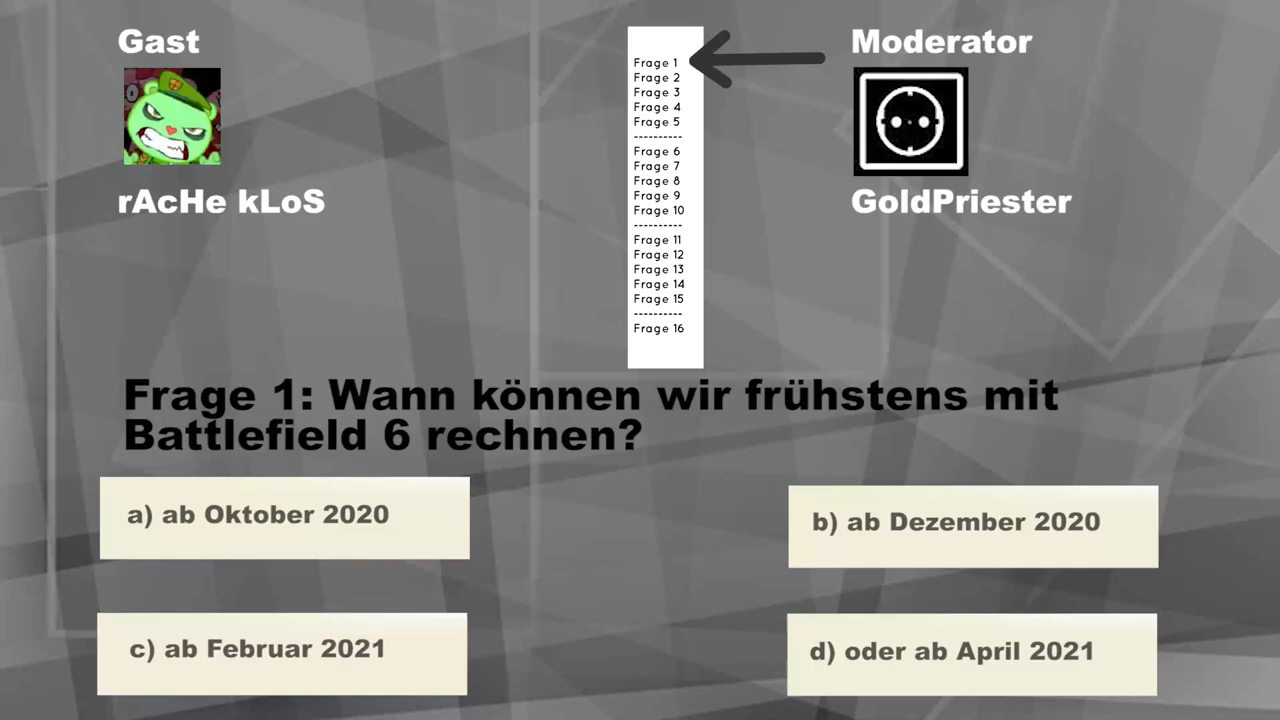 Gast
rAcHe kLoS
Frage 1
Frage 2
Frage 3
Frage 4
Frage 5
----------
Frage 6
Frage 7
Frage 8
Frage 9
Frage 10
----------
Frage 11
Frage 12
Frage 13
Frage 14
Frage 15
----------
Frage 16
Moderator
GoldPriester
Frage 1: Wann können wir frühstens mit
Battlefield 6 rechnen?
a) ab Oktober 2020
b) ab Dezember 2020
c) ab Februar 2021
d) oder ab April 2021